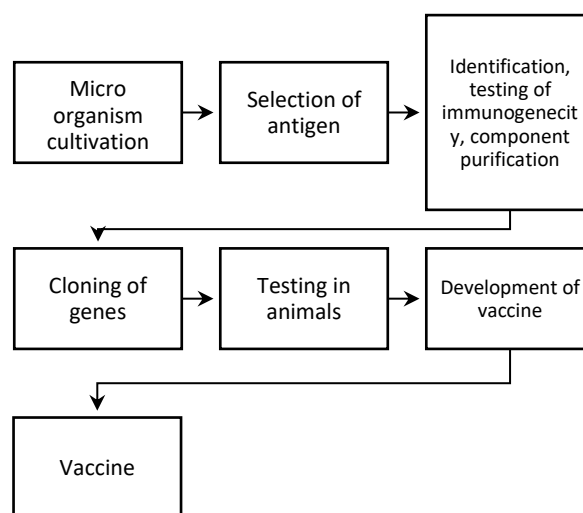 Micro
organism
cultivation
Selection of
antigen
Identification,
testing of
immunogenecit
y, component
purification
Cloning of
genes
Testing in
animals
Development of
vaccine
Vaccine